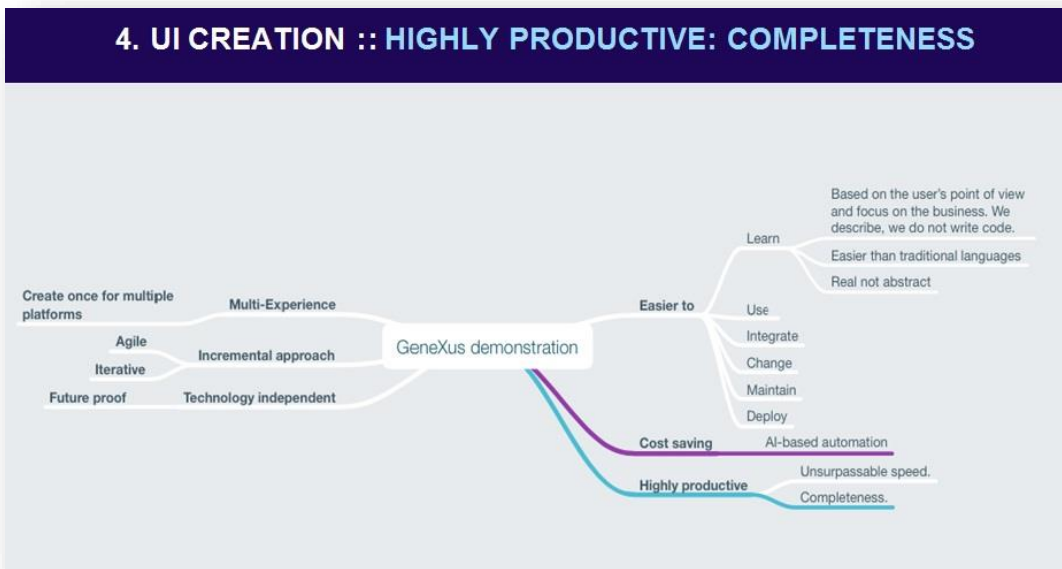 4. UI CREATION :: HIGHLY PRODUCTIVE: COMPLETENESS
Create once for multiple
platforms
Multi-Experience
Agile
Iterative
Incremental approach
Future proof
Technology independent
GeneXus demonstration
Easier to
Learn
Based on the user's point of view
and focus on the business. We
describe, we do not write code.
Easier than traditional languages
Real not abstract
Use
Integrate
Change
Maintain
Deploy
Cost saving
AI-based automation
Highly productive
Unsurpassable speed.
Completeness.